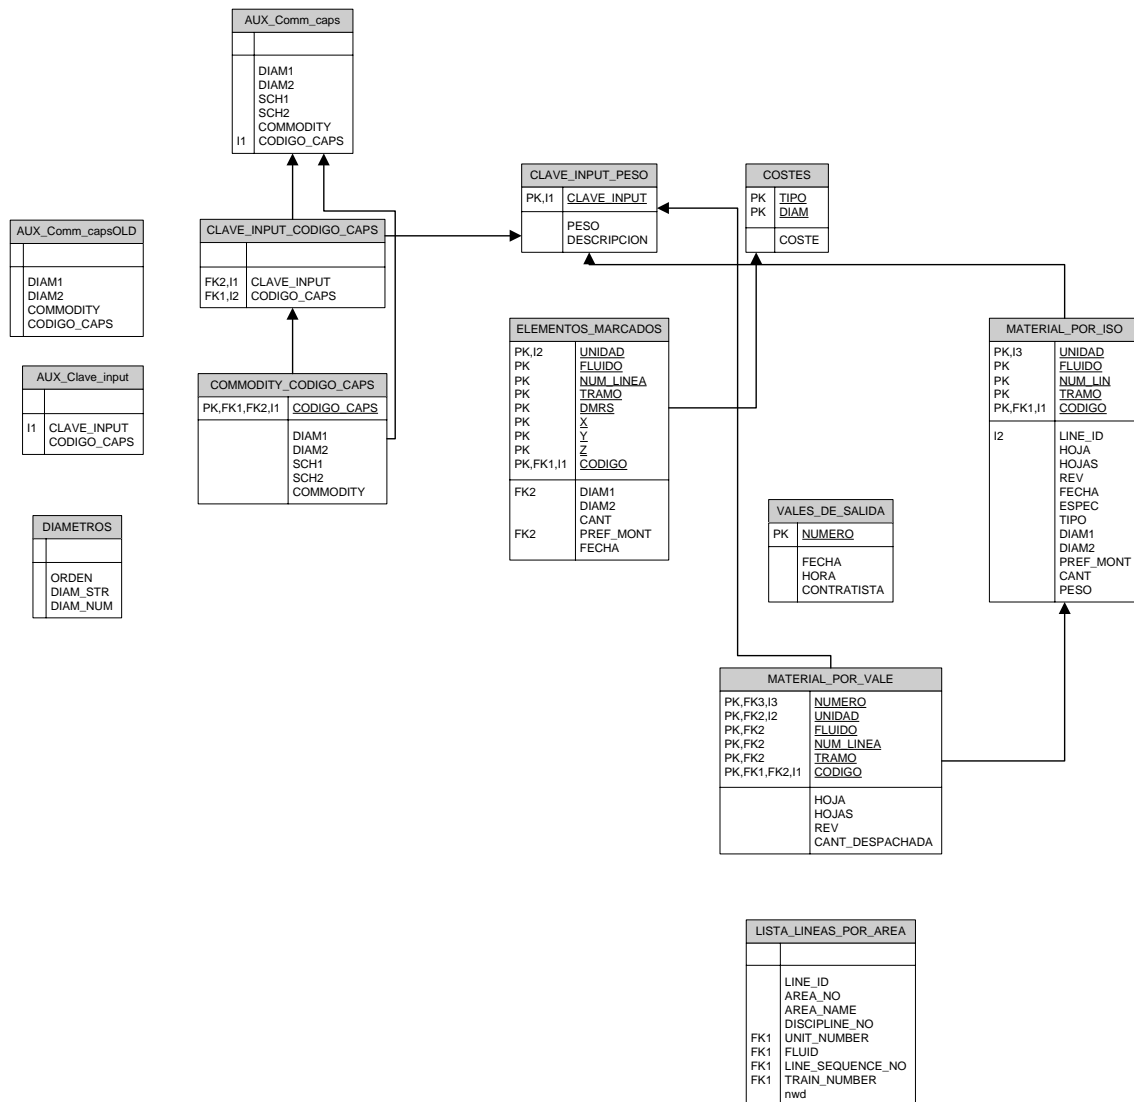 AUX_Comm_caps
DIAM1
DIAM2
SCH1
SCH2
COMMODITY
I1 CODIGO_CAPS
AUX_Comm_capsOLD
DIAM1
DIAM2
COMMODITY
CODIGO_CAPS
CLAVE_INPUT_CODIGO_CAPS
FK2,I1 CLAVE_INPUT
FK1,I2 CODIGO_CAPS
CLAVE_INPUT_PESO
PK,I1 CLAVE_INPUT
PESO
DESCRIPCION
COSTES
PK TIPO
PK DIAM
COSTE
AUX_Clave_input
I1 CLAVE_INPUT
CODIGO_CAPS
COMMODITY_CODIGO_CAPS
PK,FK1,FK2,I1 CODIGO_CAPS
DIAM1
DIAM2
SCH1
SCH2
COMMODITY
ELEMENTOS_MARCADOS
PK,I2 UNIDAD
PK FLUIDO
PK NUM_LINEA
PK TRAMO
PK DMRS
PK X
PK Y
PK Z
PK,FK1,I1 CODIGO
FK2 DIAM1
DIAM2
CANT
FK2 PREF_MONT
FECHA
MATERIAL_POR_ISO
PK,I3 UNIDAD
PK FLUIDO
PK NUM_LIN
PK TRAMO
PK,FK1,I1 CODIGO
I2 LINE_ID
HOJA
HOJAS
REV
FECHA
ESPEC
TIPO
DIAM1
DIAM2
PREF_MONT
CANT
PESO
DIAMETROS
ORDEN
DIAM_STR
DIAM_NUM
VALES_DE_SALIDA
PK NUMERO
FECHA
HORA
CONTRATISTA
MATERIAL_POR_VALE
PK,FK3,I3 NUMERO
PK,FK2,I2 UNIDAD
PK,FK2 FLUIDO
PK,FK2 NUM_LINEA
PK,FK2 TRAMO
PK,FK1,FK2,I1 CODIGO
HOJA
HOJAS
REV
CANT_DESPACHADA
LISTA_LINEAS_POR_AREA
LINE_ID
AREA_NO
AREA_NAME
DISCIPLINE_NO
FK1 UNIT_NUMBER
FK1 FLUID
FK1 LINE_SEQUENCE_NO
FK1 TRAIN_NUMBER
nwd